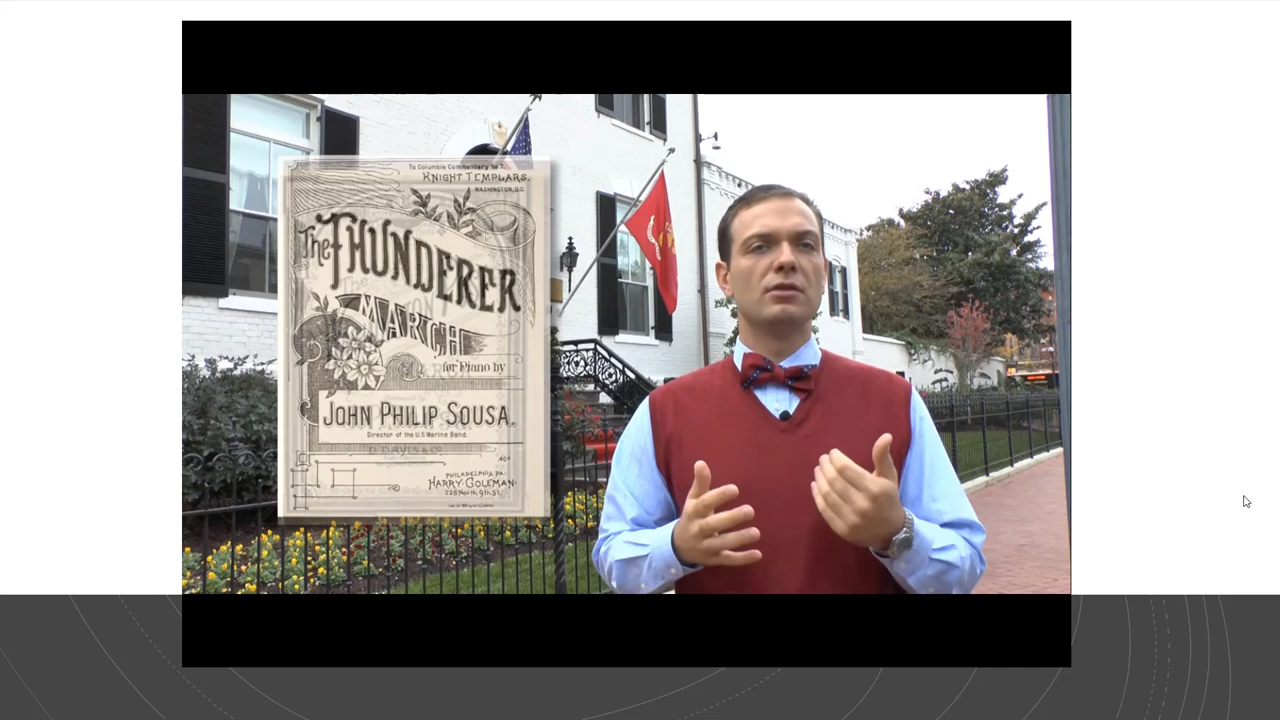 To Columbia Commandery No. 1,
KNIGHT TEMPLARS,
WASHINGTON, D.C.
The THUNDERER
MARCH
for Piano by
JOHN PHILIP SOUSA.
Director of the U.S. Marine Band.
.40¢
PHILADELPHIA, PA:
HARRY COLEMAN.
228 North 9th St.